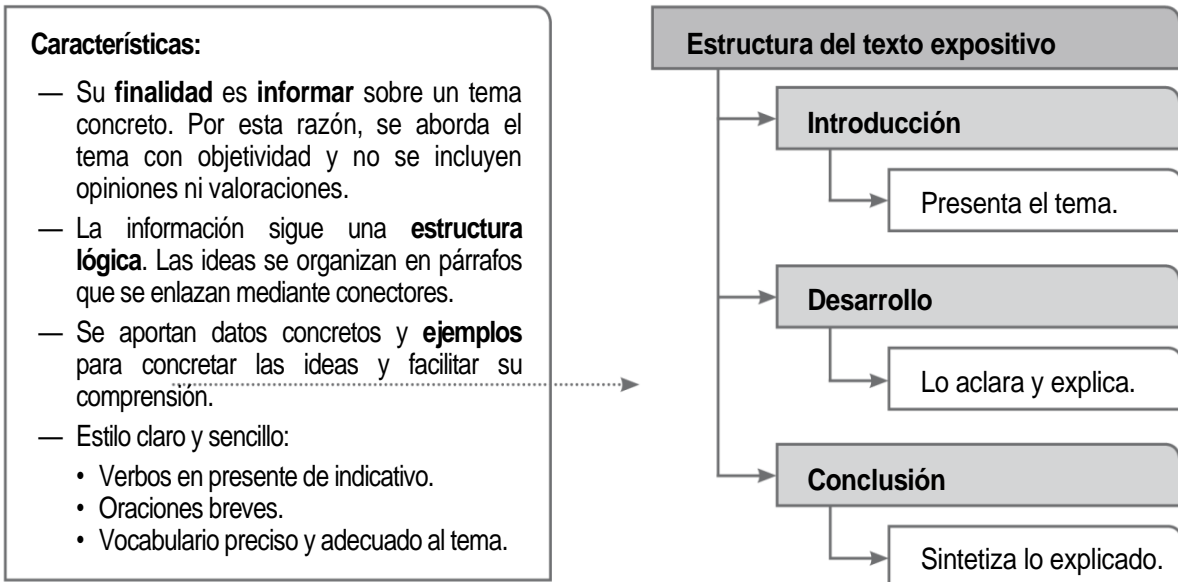 Características:
— Su finalidad es informar sobre un tema
concreto. Por esta razón, se aborda el
tema con objetividad y no se incluyen
opiniones ni valoraciones.
— La información sigue una estructura
lógica. Las ideas se organizan en párrafos
que se enlazan mediante conectores.
— Se aportan datos concretos y ejemplos
para concretar las ideas y facilitar su
comprensión.
— Estilo claro y sencillo:
• Verbos en presente de indicativo.
• Oraciones breves.
• Vocabulario preciso y adecuado al tema.
Estructura del texto expositivo
Introducción
Presenta el tema.
Desarrollo
Lo aclara y explica.
Conclusión
Sintetiza lo explicado.